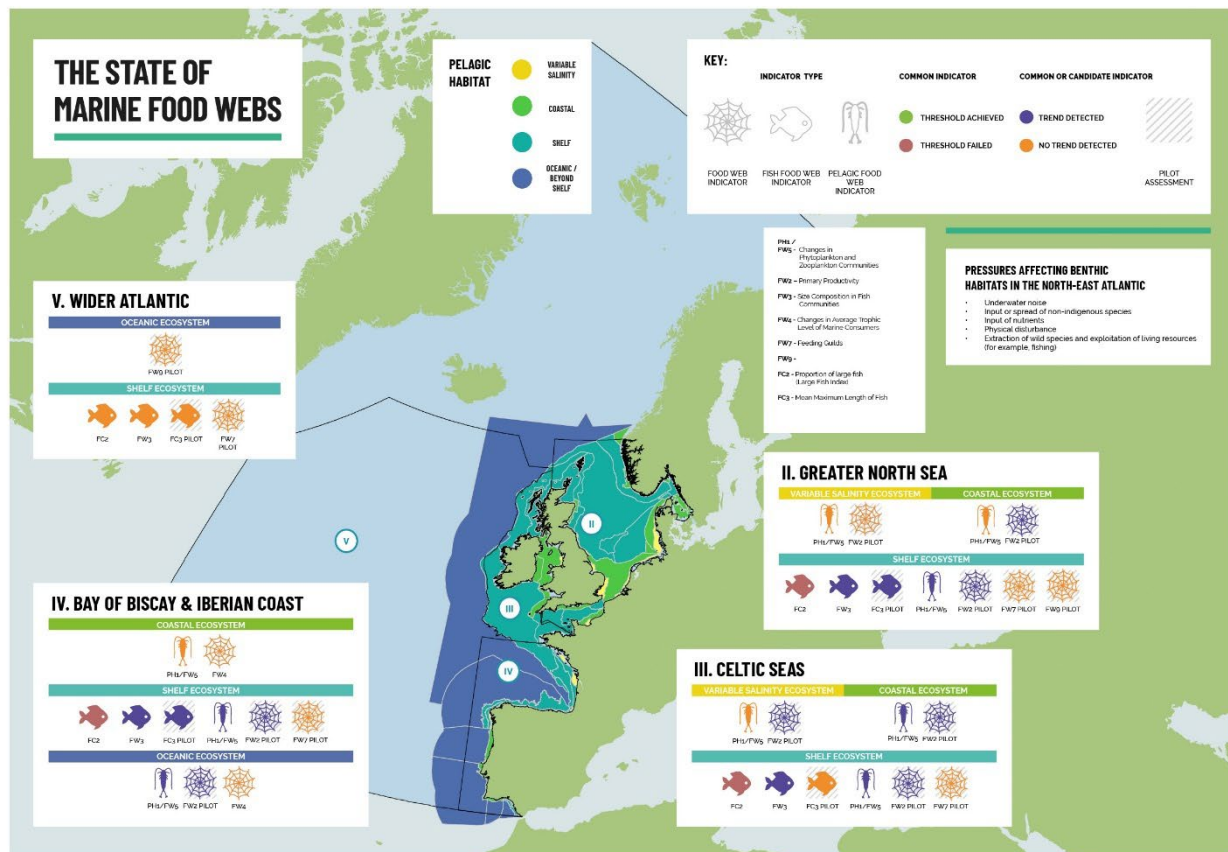 THE STATE OF
MARINE FOOD WEBS
PELAGIC
HABITAT
VARIABLE
SALINITY
COASTAL
SHELF
OCEANIC /
BEYOND
SHELF
KEY:
INDICATOR TYPE
COMMON INDICATOR
COMMON OR CANDIDATE INDICATOR
THRESHOLD ACHIEVED
TREND DETECTED
THRESHOLD FAILED
NO TREND DETECTED
FOOD WEB
INDICATOR
FISH FOOD WEB
INDICATOR
PELAGIC FOOD
WEB
INDICATOR
PILOT
ASSESSMENT
PH1 /
FW5 - Changes in
Phytoplankton and
Zooplankton Communities
FW2 – Primary Productivity
FW3 - Size Composition in Fish
Communities
FW4 - Changes in Average Trophic
Level of Marine Consumers
FW7 - Feeding Guilds
FW9 -
FC2 - Proportion of large fish
(Large Fish Index)
FC3 - Mean Maximum Length of Fish
PRESSURES AFFECTING BENTHIC
HABITATS IN THE NORTH-EAST ATLANTIC
• Underwater noise
• Input or spread of non-indigenous species
• Input of nutrients
• Physical disturbance
• Extraction of wild species and exploitation of living resources
(for example, fishing)
V. WIDER ATLANTIC
OCEANIC ECOSYSTEM
FW9 PILOT
SHELF ECOSYSTEM
FC2 FW3 FC3 PILOT FW7
PILOT
II
V
III
IV
II. GREATER NORTH SEA
VARIABLE SALINITY ECOSYSTEM COASTAL ECOSYSTEM
PH1/FW5 FW2 PILOT PH1/FW5 FW2 PILOT
SHELF ECOSYSTEM
FC2 FW3 FC3 PILOT PH1/FW5 FW2 PILOT FW7 PILOT FW9 PILOT
IV. BAY OF BISCAY & IBERIAN COAST
COASTAL ECOSYSTEM
PH1/FW5 FW4
SHELF ECOSYSTEM
FC2 FW3 FC3 PILOT PH1/FW5 FW2 PILOT FW7 PILOT
OCEANIC ECOSYSTEM
PH1/FW5 FW2 PILOT FW4
III. CELTIC SEAS
VARIABLE SALINITY ECOSYSTEM COASTAL ECOSYSTEM
PH1/FW5 FW2 PILOT PH1/FW5 FW2 PILOT
SHELF ECOSYSTEM
FC2 FW3 FC3 PILOT PH1/FW5 FW2 PILOT FW7 PILOT